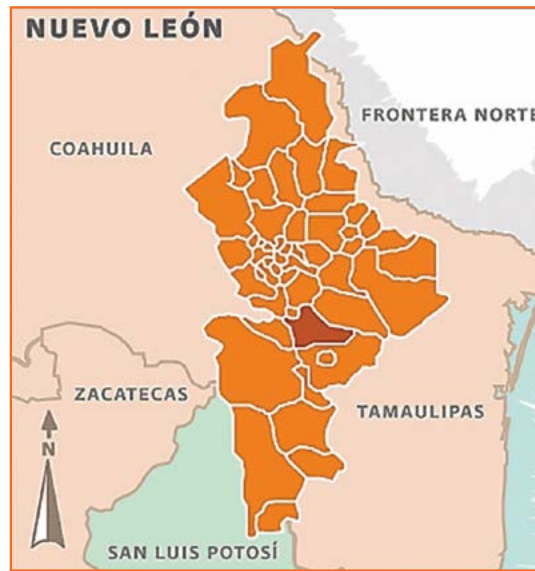 NUEVO LEÓN
FRONTERA NORTE
COAHUILA
ZACATECAS
TAMAULIPAS
N
SAN LUIS POTOSÍ